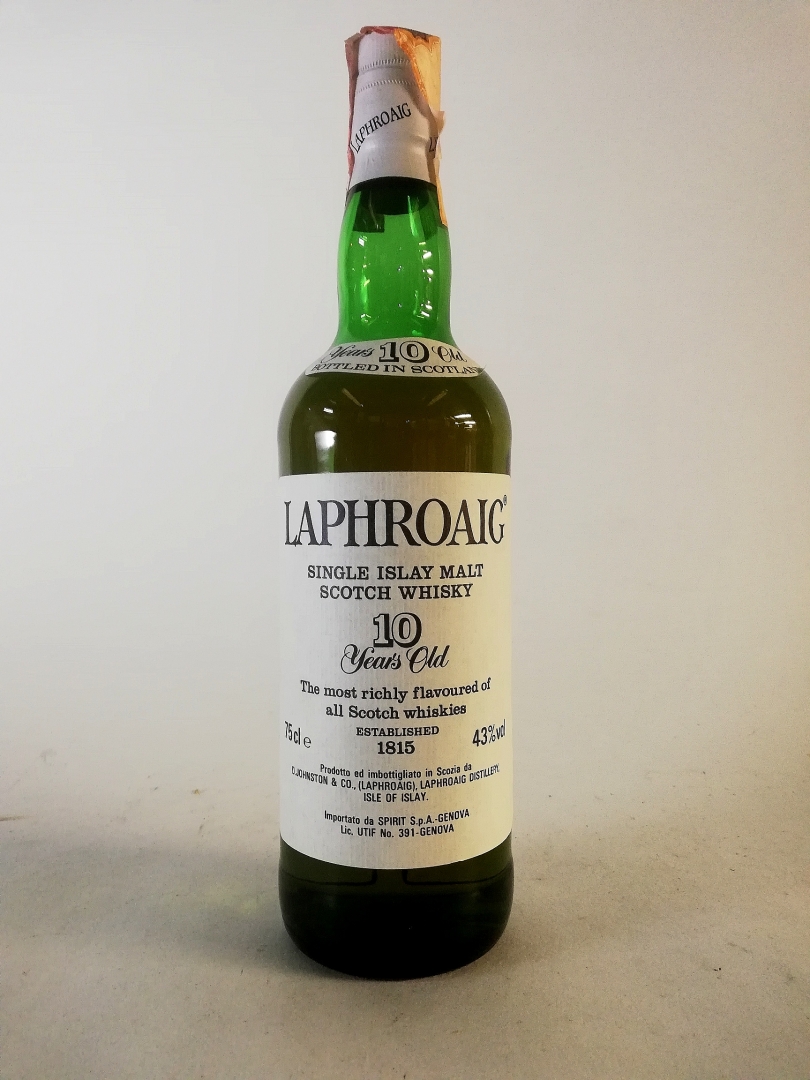 LAPHROAIG
Years 10 Old
BOTTLED IN SCOTLAND
LAPHROAIG®
SINGLE ISLAY MALT
SCOTCH WHISKY
10
Years Old
The most richly flavoured of
all Scotch whiskies
75 cl e
ESTABLISHED
1815
43% vol
Prodotto ed imbottigliato in Scozia da
D. JOHNSTON & CO., (LAPHROAIG), LAPHROAIG DISTILLERY,
ISLE OF ISLAY.
Importato da SPIRIT S.p.A.-GENOVA
Lic. UTIF No. 391-GENOVA